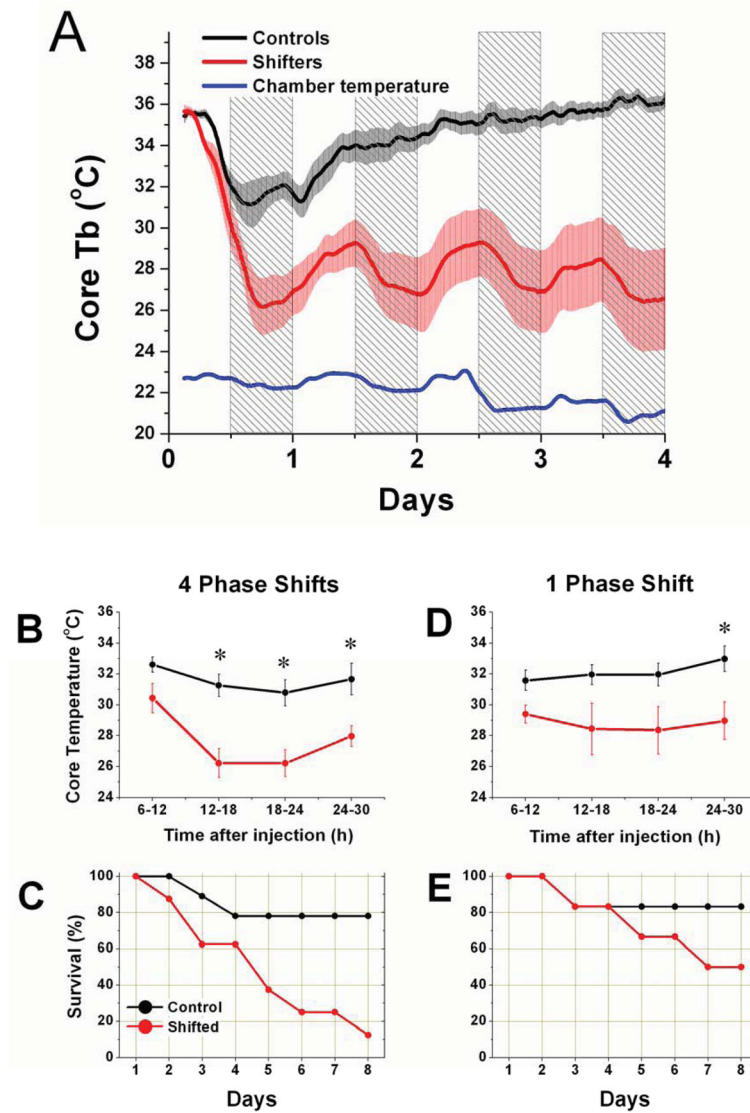 A
Controls
Shifters
Chamber temperature
Core Tb (°C)
36
34
32
30
28
26
24
22
20
0
1
2
3
4
Days
4 Phase Shifts
B
Core Temperature (°C)
36
34
32
30
28
26
24
* * *
6-12
12-18
18-24
24-30
Time after injection (h)
1 Phase Shift
D
36
34
32
30
28
26
24
*
6-12
12-18
18-24
24-30
Time after injection (h)
C
Survival (%)
100
80
60
40
20
0
Control
Shifted
1 2 3 4 5 6 7 8
Days
E
100
80
60
40
20
0
1 2 3 4 5 6 7 8
Days